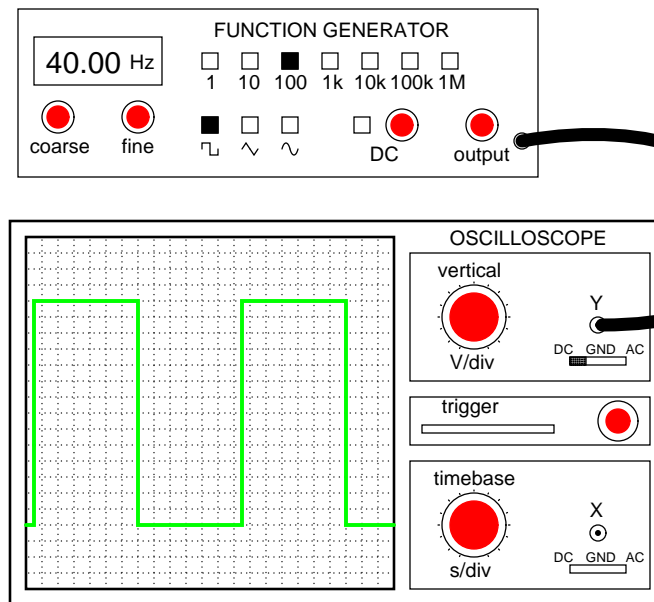 FUNCTION GENERATOR
40.00 Hz
1 10 100 1k 10k 100k 1M
coarse fine DC output
OSCILLOSCOPE
vertical
Y
DC GND AC
V/div
trigger
timebase
X
DC GND AC
s/div